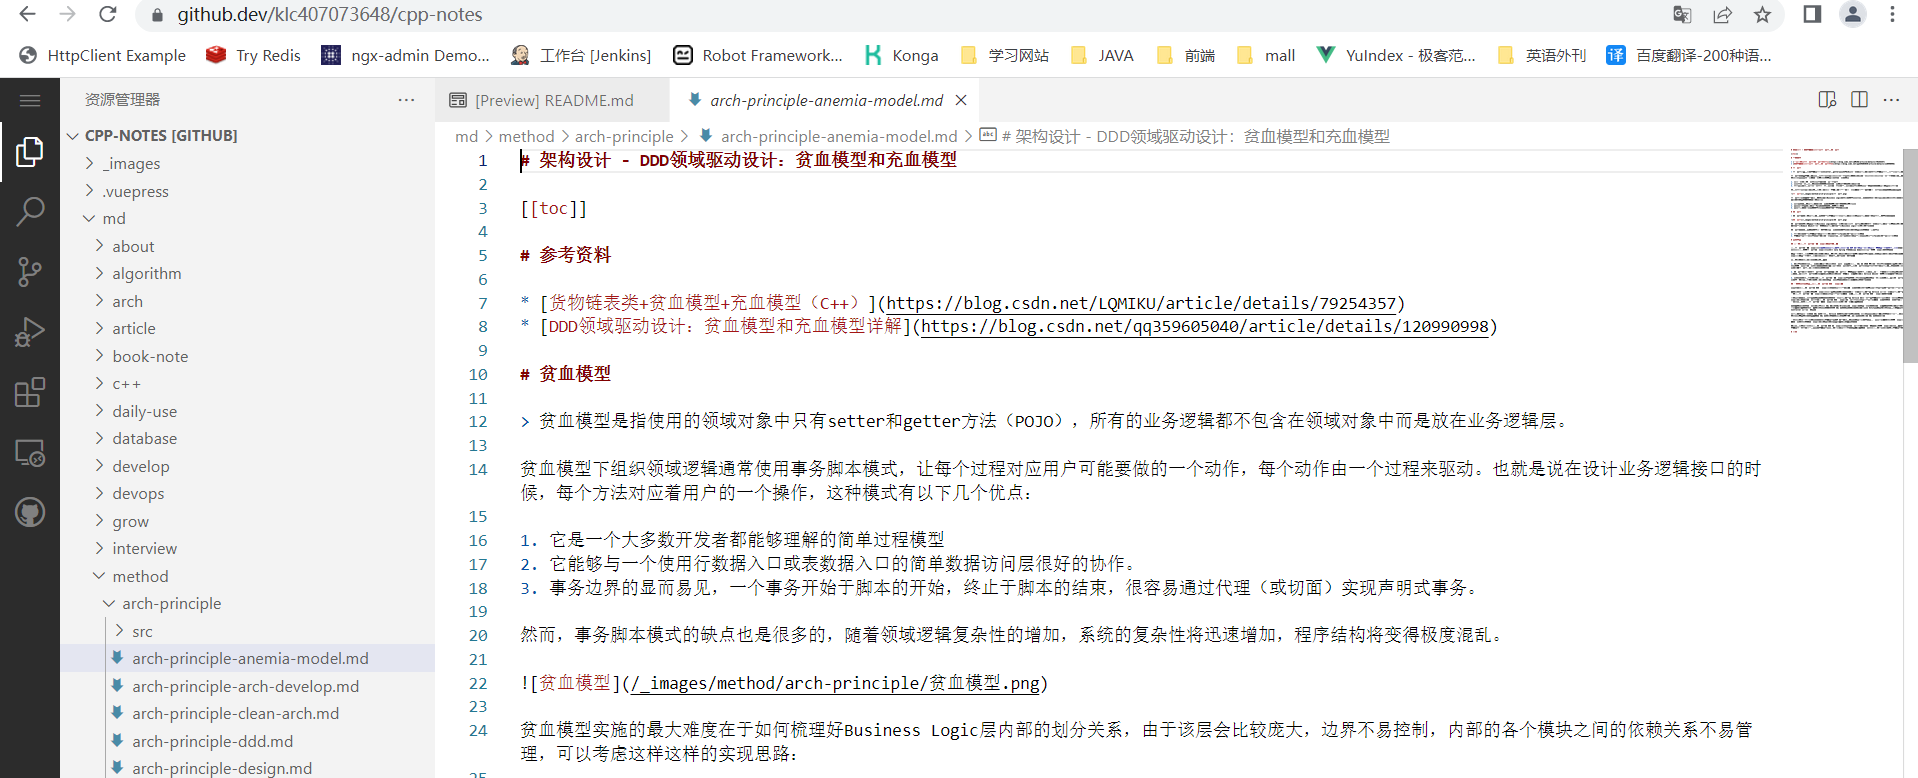 github.dev/klc407073648/cpp-notes
HttpClient Example Try Redis ngx-admin Demo... 工作台 [Jenkins] Robot Framework... Konga 学习网站 JAVA 前端 mall YuIndex - 极客范... 英语外刊 译 百度翻译-200种语...
资源管理器 ... [Preview] README.md arch-principle-anemia-model.md
CPP-NOTES [GITHUB]
_images
.vuepress
md
about
algorithm
arch
article
book-note
c++
daily-use
database
develop
devops
grow
interview
method
arch-principle
src
arch-principle-anemia-model.md
arch-principle-arch-develop.md
arch-principle-clean-arch.md
arch-principle-ddd.md
arch-principle-design.md
md > method > arch-principle > arch-principle-anemia-model.md > # 架构设计 - DDD领域驱动设计：贫血模型和充血模型
1 # 架构设计 - DDD领域驱动设计：贫血模型和充血模型
2
3 [[toc]]
4
5 # 参考资料
6
7 * [货物链表类+贫血模型+充血模型（C++）](https://blog.csdn.net/LQMIKU/article/details/79254357)
8 * [DDD领域驱动设计：贫血模型和充血模型详解](https://blog.csdn.net/qq359605040/article/details/120990998)
9
10 # 贫血模型
11
12 > 贫血模型是指使用的领域对象中只有setter和getter方法（POJO），所有的业务逻辑都不包含在领域对象中而是放在业务逻辑层。
13
14 贫血模型下组织领域逻辑通常使用事务脚本模式，让每个过程对应用户可能要做的一个动作，每个动作由一个过程来驱动。也就是说在设计业务逻辑接口的时
候，每个方法对应着用户的一个操作，这种模式有以下几个优点：
15
16 1. 它是一个大多数开发者都能够理解的简单过程模型
17 2. 它能够与一个使用行数据入口或表数据入口的简单数据访问层很好的协作。
18 3. 事务边界的显而易见，一个事务开始于脚本的开始，终止于脚本的结束，很容易通过代理（或切面）实现声明式事务。
19
20 然而，事务脚本模式的缺点也是很多的，随着领域逻辑复杂性的增加，系统的复杂性将迅速增加，程序结构将变得极度混乱。
21
22 ![贫血模型](/_images/method/arch-principle/贫血模型.png)
23
24 贫血模型实施的最大难度在于如何梳理好Business Logic层内部的划分关系，由于该层会比较庞大，边界不易控制，内部的各个模块之间的依赖关系不易管
理，可以考虑这样这样的实现思路：